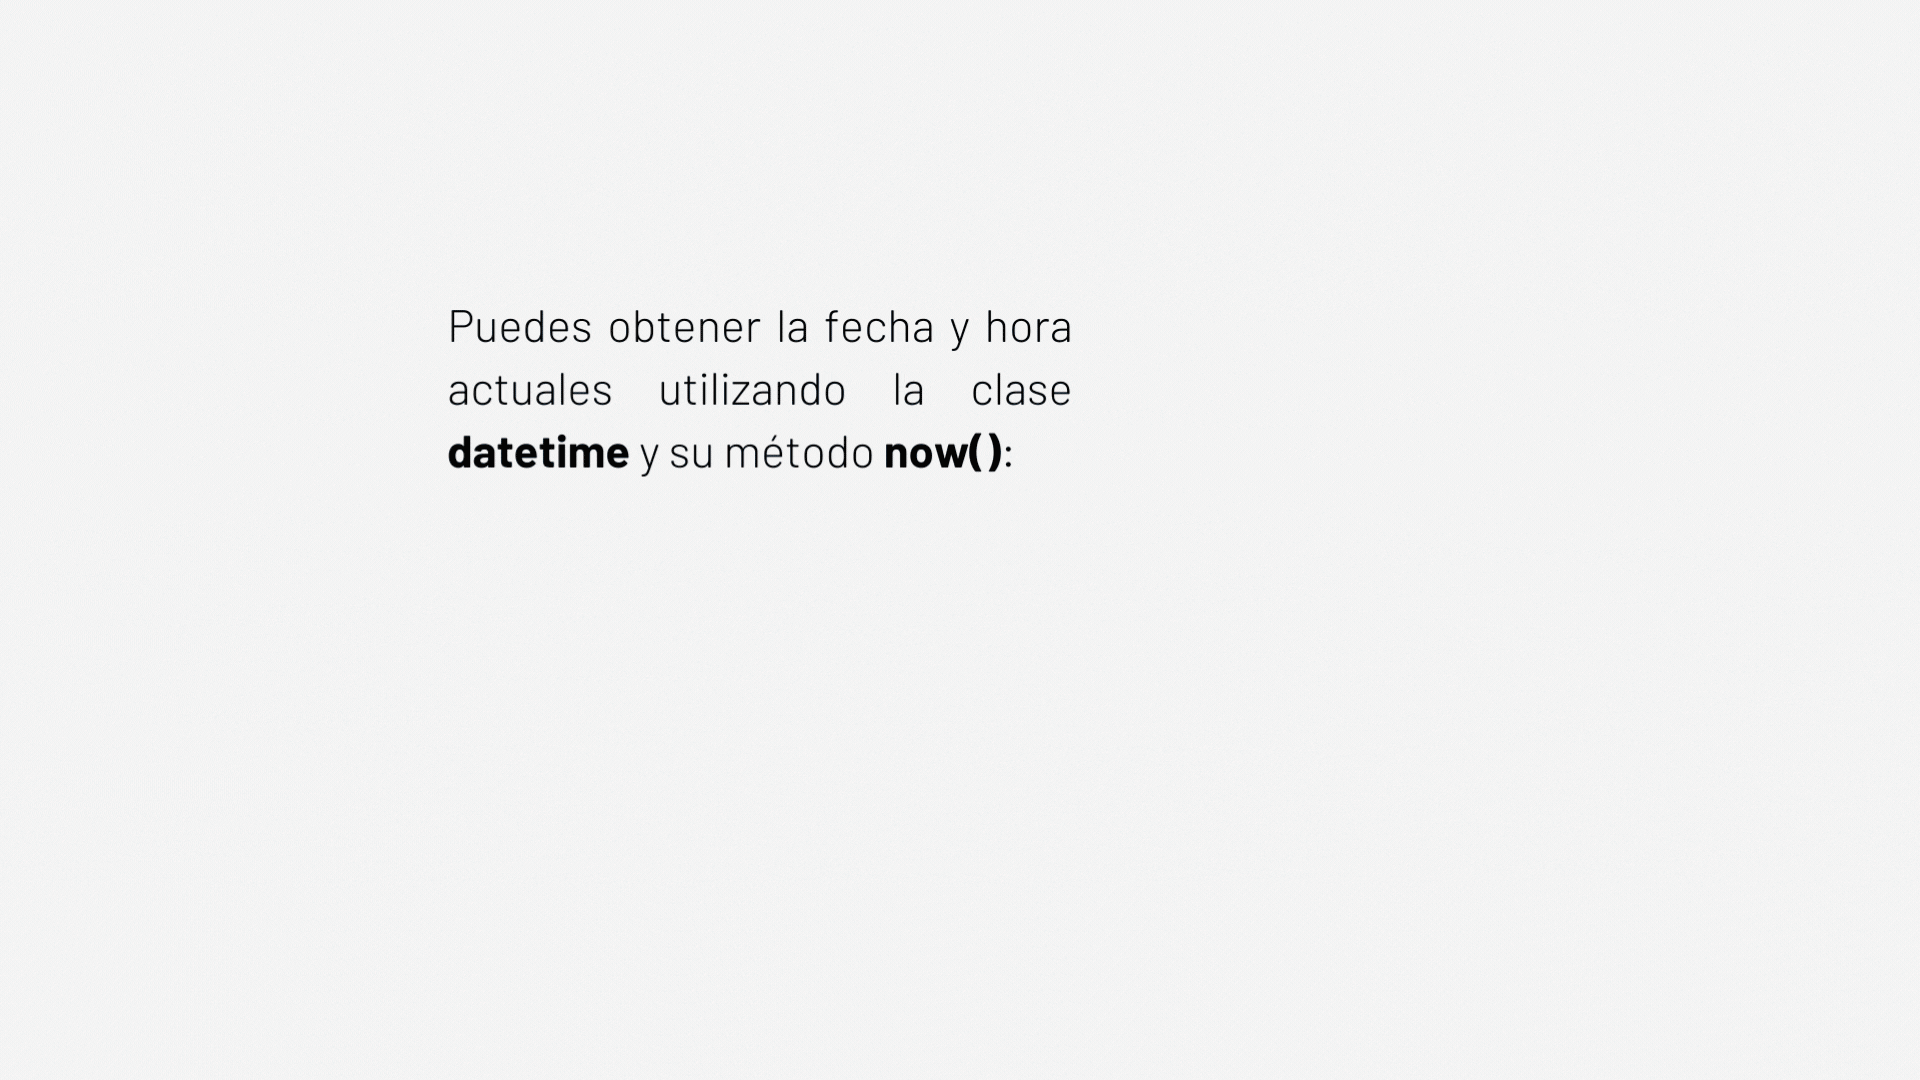 Puedes obtener la fecha y hora
actuales utilizando la clase
datetime y su método now():